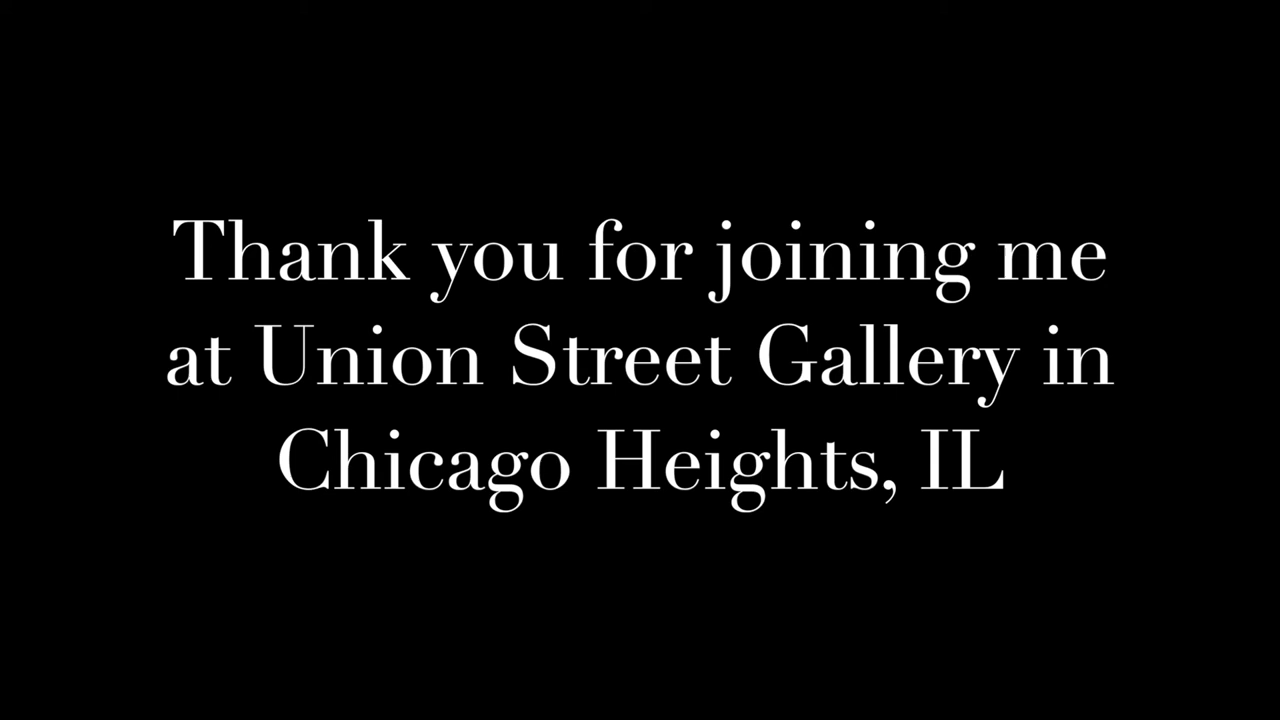 Thank you for joining me
at Union Street Gallery in
Chicago Heights, IL